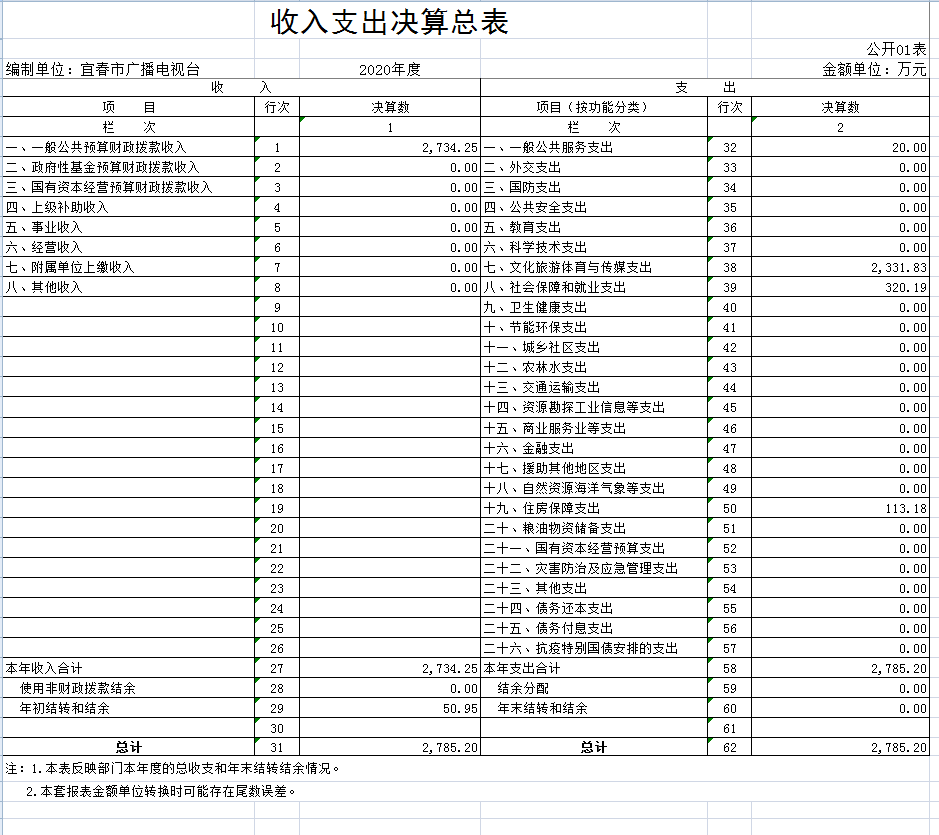 收入支出决算总表
公开01表
编制单位：宜春市广播电视台 2020年度 金额单位：万元
收 入 支 出
项 目 行次 决算数 项目（按功能分类） 行次 决算数
栏 次 1 栏 次 2
一、一般公共预算财政拨款收入 1 2,734.25 一、一般公共服务支出 32 20.00
二、政府性基金预算财政拨款收入 2 0.00 二、外交支出 33 0.00
三、国有资本经营预算财政拨款收入 3 0.00 三、国防支出 34 0.00
四、上级补助收入 4 0.00 四、公共安全支出 35 0.00
五、事业收入 5 0.00 五、教育支出 36 0.00
六、经营收入 6 0.00 六、科学技术支出 37 0.00
七、附属单位上缴收入 7 0.00 七、文化旅游体育与传媒支出 38 2,331.83
八、其他收入 8 0.00 八、社会保障和就业支出 39 320.19
9 九、卫生健康支出 40 0.00
10 十、节能环保支出 41 0.00
11 十一、城乡社区支出 42 0.00
12 十二、农林水支出 43 0.00
13 十三、交通运输支出 44 0.00
14 十四、资源勘探工业信息等支出 45 0.00
15 十五、商业服务业等支出 46 0.00
16 十六、金融支出 47 0.00
17 十七、援助其他地区支出 48 0.00
18 十八、自然资源海洋气象等支出 49 0.00
19 十九、住房保障支出 50 113.18
20 二十、粮油物资储备支出 51 0.00
21 二十一、国有资本经营预算支出 52 0.00
22 二十二、灾害防治及应急管理支出 53 0.00
23 二十三、其他支出 54 0.00
24 二十四、债务还本支出 55 0.00
25 二十五、债务付息支出 56 0.00
26 二十六、抗疫特别国债安排的支出 57 0.00
本年收入合计 27 2,734.25 本年支出合计 58 2,785.20
使用非财政拨款结余 28 0.00 结余分配 59 0.00
年初结转和结余 29 50.95 年末结转和结余 60 0.00
30 61
总计 31 2,785.20 总计 62 2,785.20
注：1.本表反映部门本年度的总收支和年末结转结余情况。
2.本套报表金额单位转换时可能存在尾数误差。